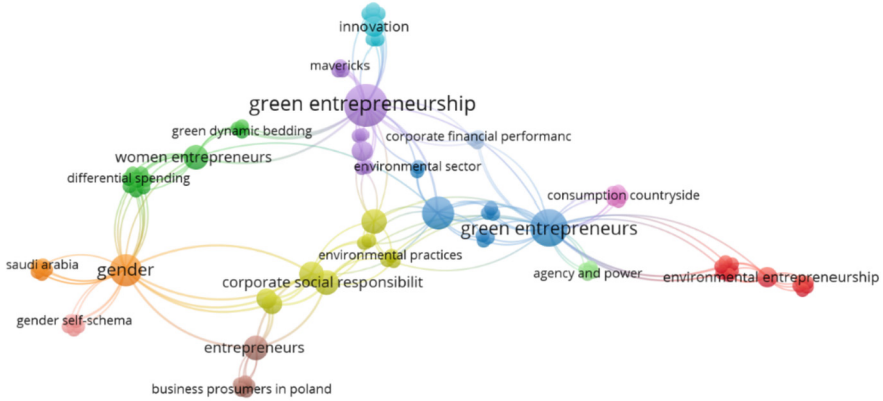 innovation
mavericks
green entrepreneurship
green dynamic bedding
corporate financial performanc
women entrepreneurs
environmental sector
differential spending
consumption countryside
green entrepreneurs
environmental practices
saudi arabia
gender
agency and power
environmental entrepreneurship
corporate social responsibilit
gender self-schema
entrepreneurs
business prosumers in poland